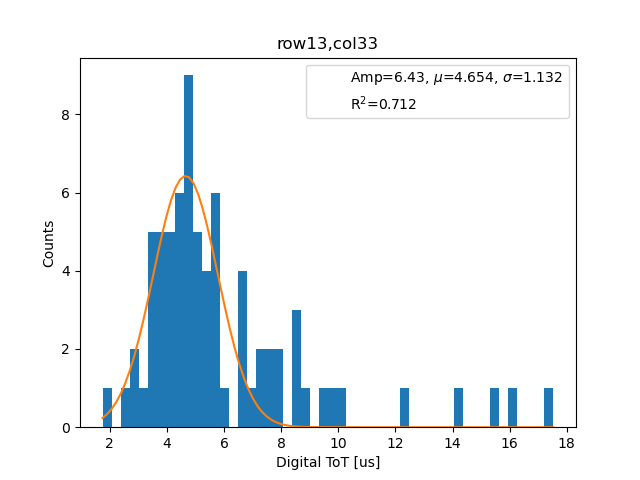 row13,col33
Amp=6.43, μ=4.654, σ=1.132
R²=0.712
Counts
8
6
4
2
0
2 4 6 8 10 12 14 16 18
Digital ToT [us]